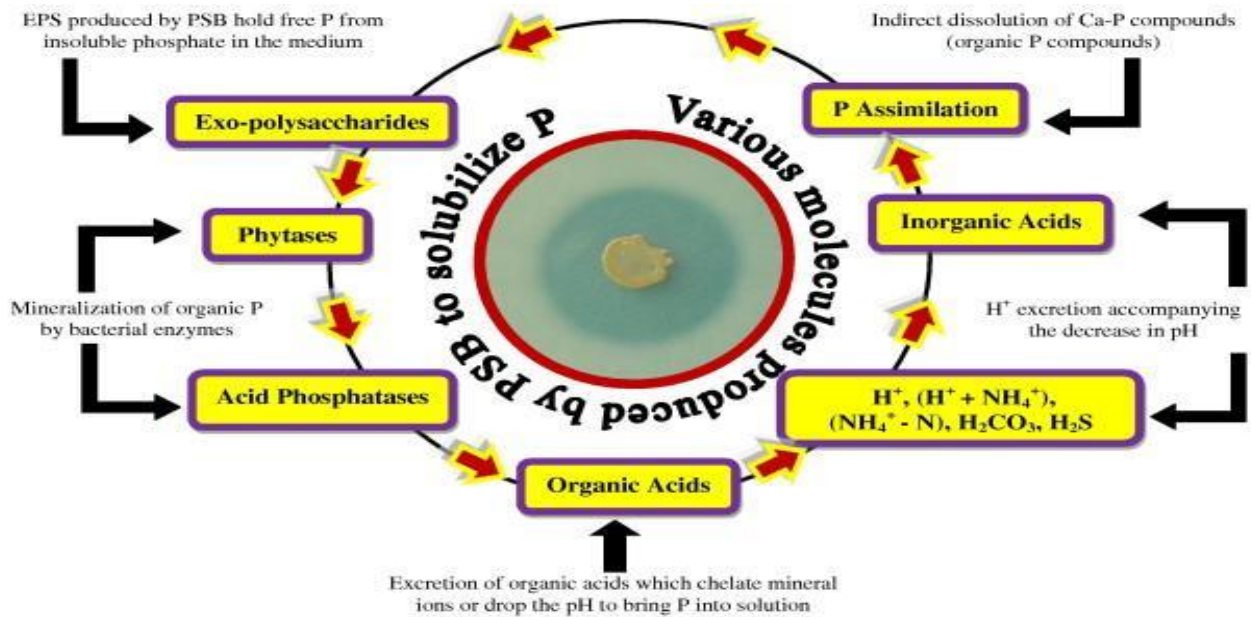 EPS produced by PSB hold free P from
insoluble phosphate in the medium
Indirect dissolution of Ca-P compounds
(organic P compounds)
Exo-polysaccharides
P Assimilation
Various molecules produced by PSB to solubilize P
Phytases
Inorganic Acids
Mineralization of organic P
by bacterial enzymes
H⁺ excretion accompanying
the decrease in pH
Acid Phosphatases
H⁺, (H⁺ + NH₄⁺),
(NH₄⁺ - N), H₂CO₃, H₂S
Organic Acids
Excretion of organic acids which chelate mineral
ions or drop the pH to bring P into solution